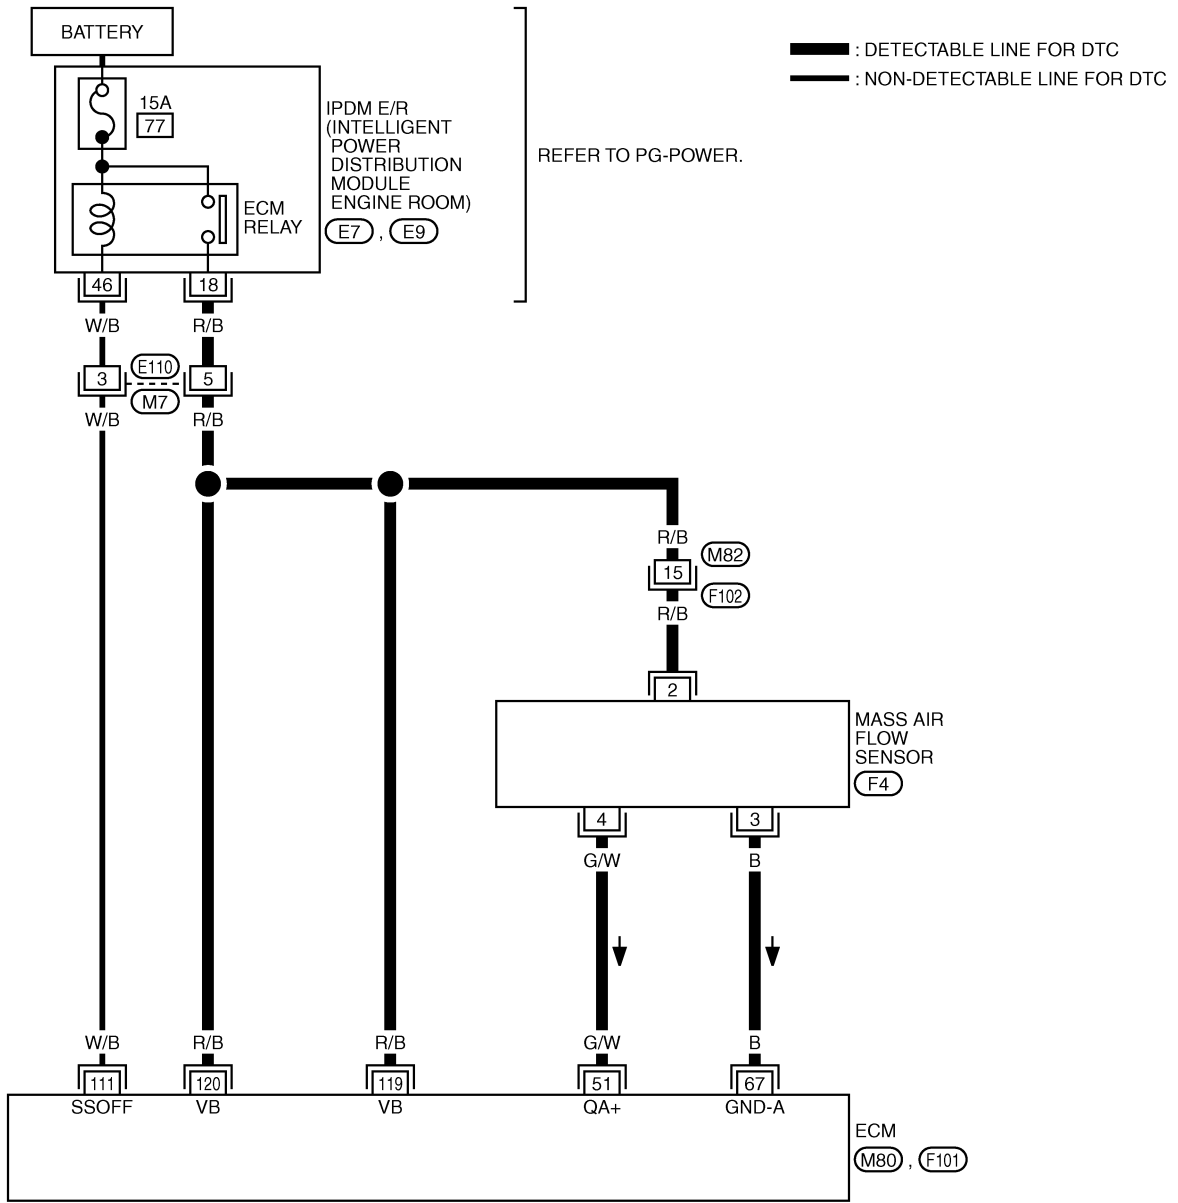 BATTERY
: DETECTABLE LINE FOR DTC
: NON-DETECTABLE LINE FOR DTC
15A
77
IPDM E/R
(INTELLIGENT
POWER
DISTRIBUTION
MODULE
ENGINE ROOM)
E7 , E9
REFER TO PG-POWER.
ECM
RELAY
46
18
W/B
R/B
3
E110
M7
5
W/B
R/B
R/B
15
M82
F102
R/B
2
MASS AIR
FLOW
SENSOR
F4
4
3
G/W
B
W/B
R/B
R/B
G/W
B
111
120
119
51
67
SSOFF
VB
VB
QA+
GND-A
ECM
M80 , F101